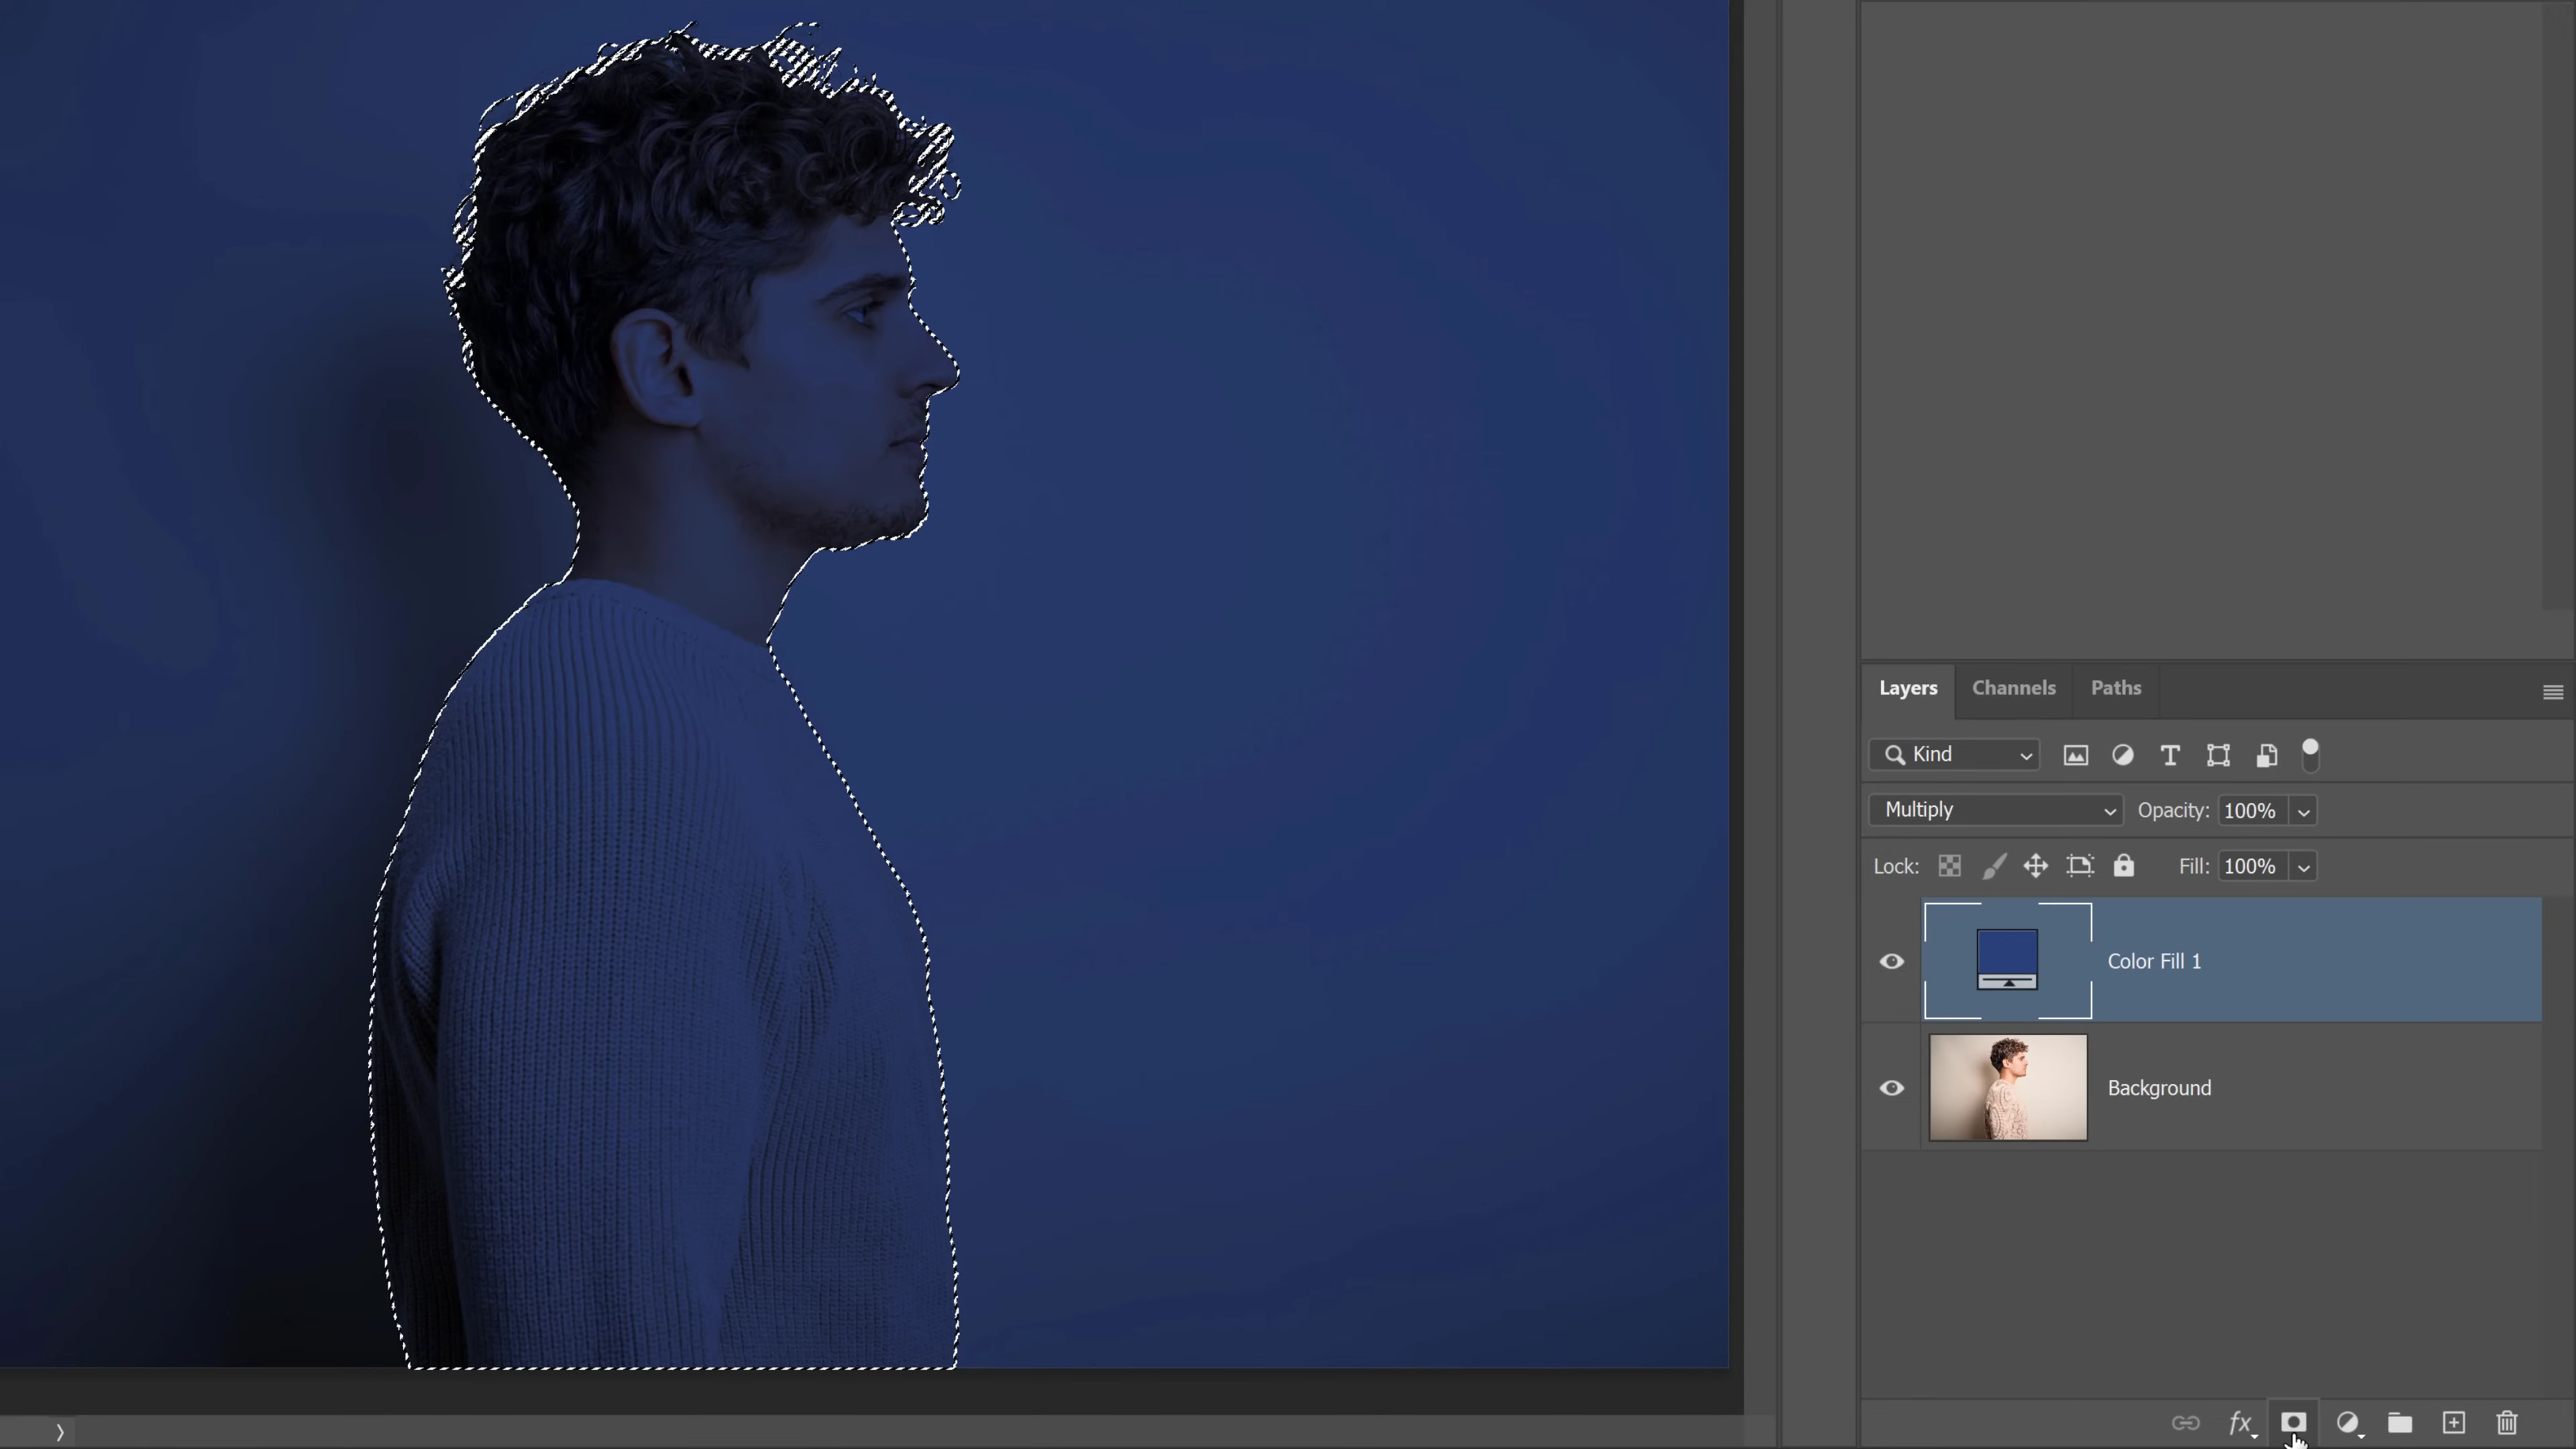 Layers Channels Paths
Kind
Multiply Opacity: 100%
Lock: Fill: 100%
Color Fill 1
Background
fx